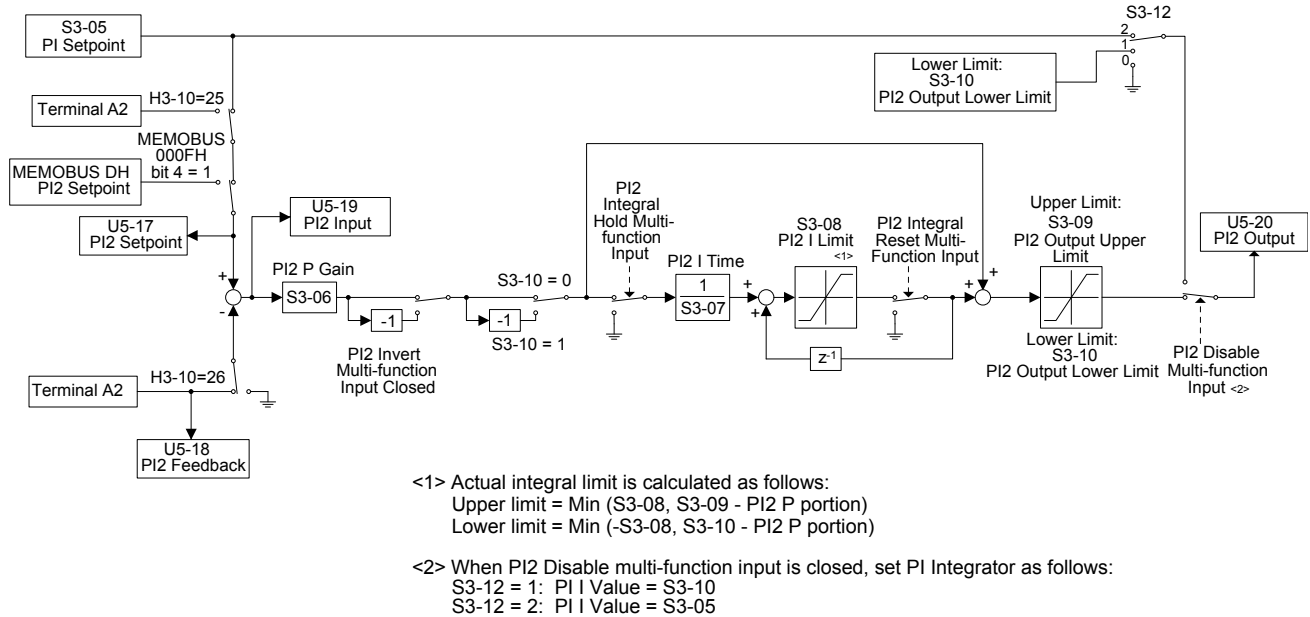 S3-05
PI Setpoint
S3-12
2
1
0
Lower Limit:
S3-10
PI2 Output Lower Limit
Terminal A2
H3-10=25
MEMOBUS
000FH
bit 4 = 1
MEMOBUS DH
PI2 Setpoint
U5-17
PI2 Setpoint
U5-19
PI2 Input
+
-
PI2 P Gain
S3-06
-1
PI2 Invert
Multi-function
Input Closed
S3-10 = 0
-1
S3-10 = 1
PI2
Integral
Hold Multi-
function
Input
PI2 I Time
1
S3-07
+
+
S3-08
PI2 I Limit
<1>
z-1
PI2 Integral
Reset Multi-
Function Input
+
+
Upper Limit:
S3-09
PI2 Output Upper
Limit
Lower Limit:
S3-10
PI2 Output Lower Limit
U5-20
PI2 Output
PI2 Disable
Multi-function
Input <2>
Terminal A2
H3-10=26
U5-18
PI2 Feedback
<1> Actual integral limit is calculated as follows:
Upper limit = Min (S3-08, S3-09 - PI2 P portion)
Lower limit = Min (-S3-08, S3-10 - PI2 P portion)
<2> When PI2 Disable multi-function input is closed, set PI Integrator as follows:
S3-12 = 1: PI I Value = S3-10
S3-12 = 2: PI I Value = S3-05